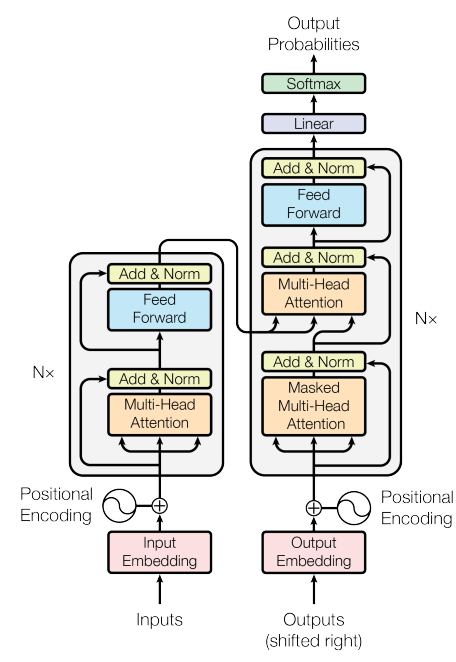 Output
Probabilities
Softmax
Linear
Add & Norm
Feed
Forward
Add & Norm
Multi-Head
Attention
Add & Norm
Masked
Multi-Head
Attention
N×
Add & Norm
Feed
Forward
Add & Norm
Multi-Head
Attention
N×
Positional
Encoding
Input
Embedding
Inputs
Positional
Encoding
Output
Embedding
Outputs
(shifted right)